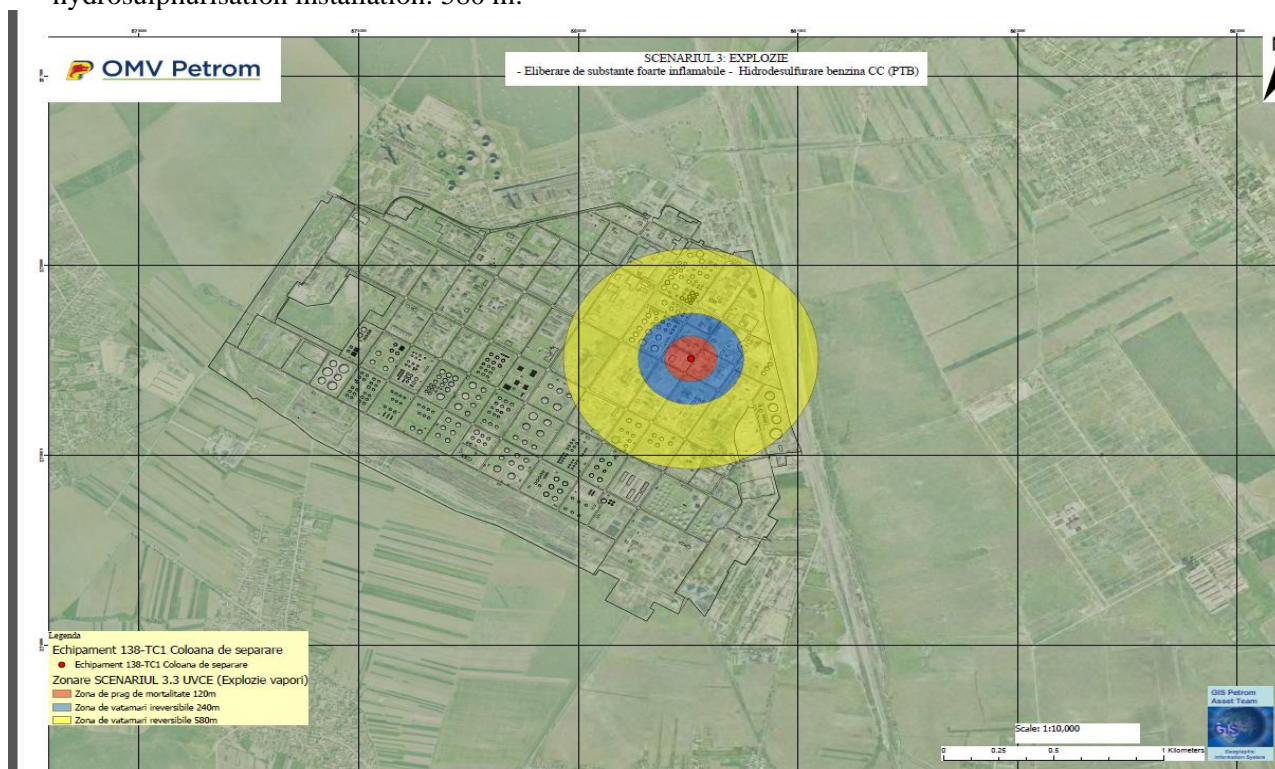 hydrosulphurisation installation: 580 m.
OMV Petrom
SCENARIUL 3: EXPLOZIE
- Eliberare de substante foarte inflamabile - Hidrodesulfurare benzina CC (PTB)
N
Legenda
Echipament 138-TC1 Coloana de separare
Echipament 138-TC1 Coloana de separare
Zonare SCENARIUL 3.3 UVCE (Explozie vapori)
Zona de prag de mortalitate 120m
Zona de vatamari ireversibile 240m
Zona de vatamari reversibile 580m
Scale: 1:10,000
0 0.25 0.5 1 Kilometers
GIS Petrom
Asset Team
GIS
Geographic
Information System